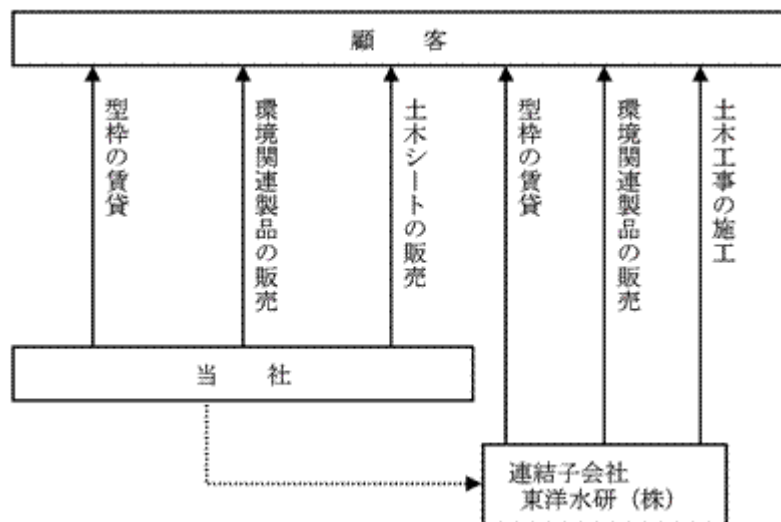 顧 客
型枠の賃貸
環境関連製品の販売
土木シートの販売
型枠の賃貸
環境関連製品の販売
土木工事の施工
当 社
連結子会社
東洋水研（株）